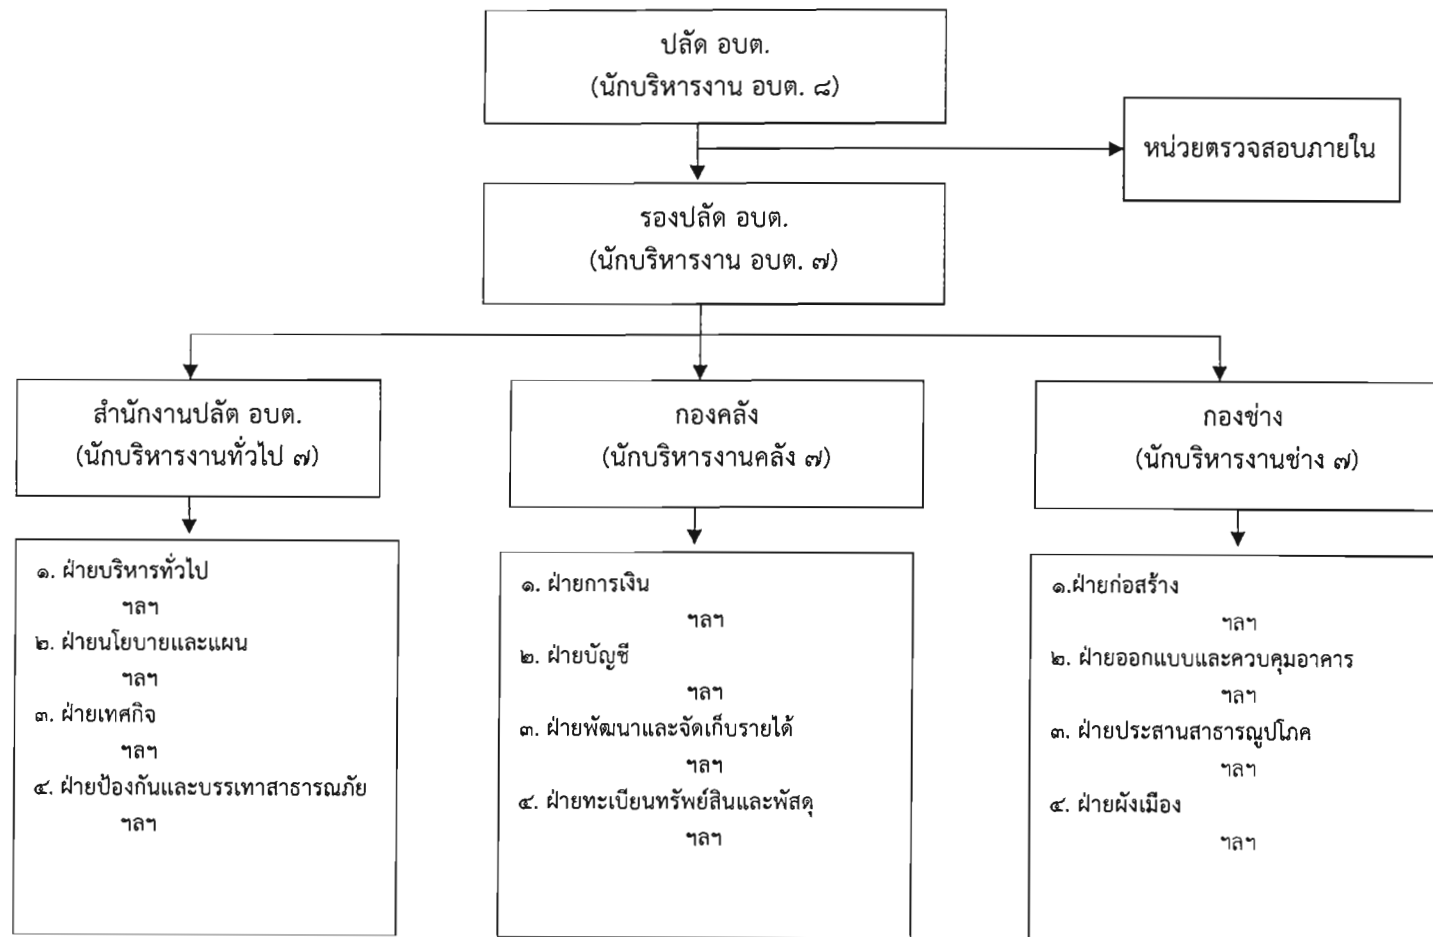 ปลัด อบต.
(นักบริหารงาน อบต. ๘)
หน่วยตรวจสอบภายใน
รองปลัด อบต.
(นักบริหารงาน อบต. ๗)
สำนักงานปลัด อบต.
(นักบริหารงานทั่วไป ๗)
กองคลัง
(นักบริหารงานคลัง ๗)
กองช่าง
(นักบริหารงานช่าง ๗)
๑. ฝ่ายบริหารทั่วไป
ฯลฯ
๒. ฝ่ายนโยบายและแผน
ฯลฯ
๓. ฝ่ายเทศกิจ
ฯลฯ
๔. ฝ่ายป้องกันและบรรเทาสาธารณภัย
ฯลฯ
๑. ฝ่ายการเงิน
ฯลฯ
๒. ฝ่ายบัญชี
ฯลฯ
๓. ฝ่ายพัฒนาและจัดเก็บรายได้
ฯลฯ
๔. ฝ่ายทะเบียนทรัพย์สินและพัสดุ
ฯลฯ
๑.ฝ่ายก่อสร้าง
ฯลฯ
๒. ฝ่ายออกแบบและควบคุมอาคาร
ฯลฯ
๓. ฝ่ายประสานสาธารณูปโภค
ฯลฯ
๔. ฝ่ายผังเมือง
ฯลฯ